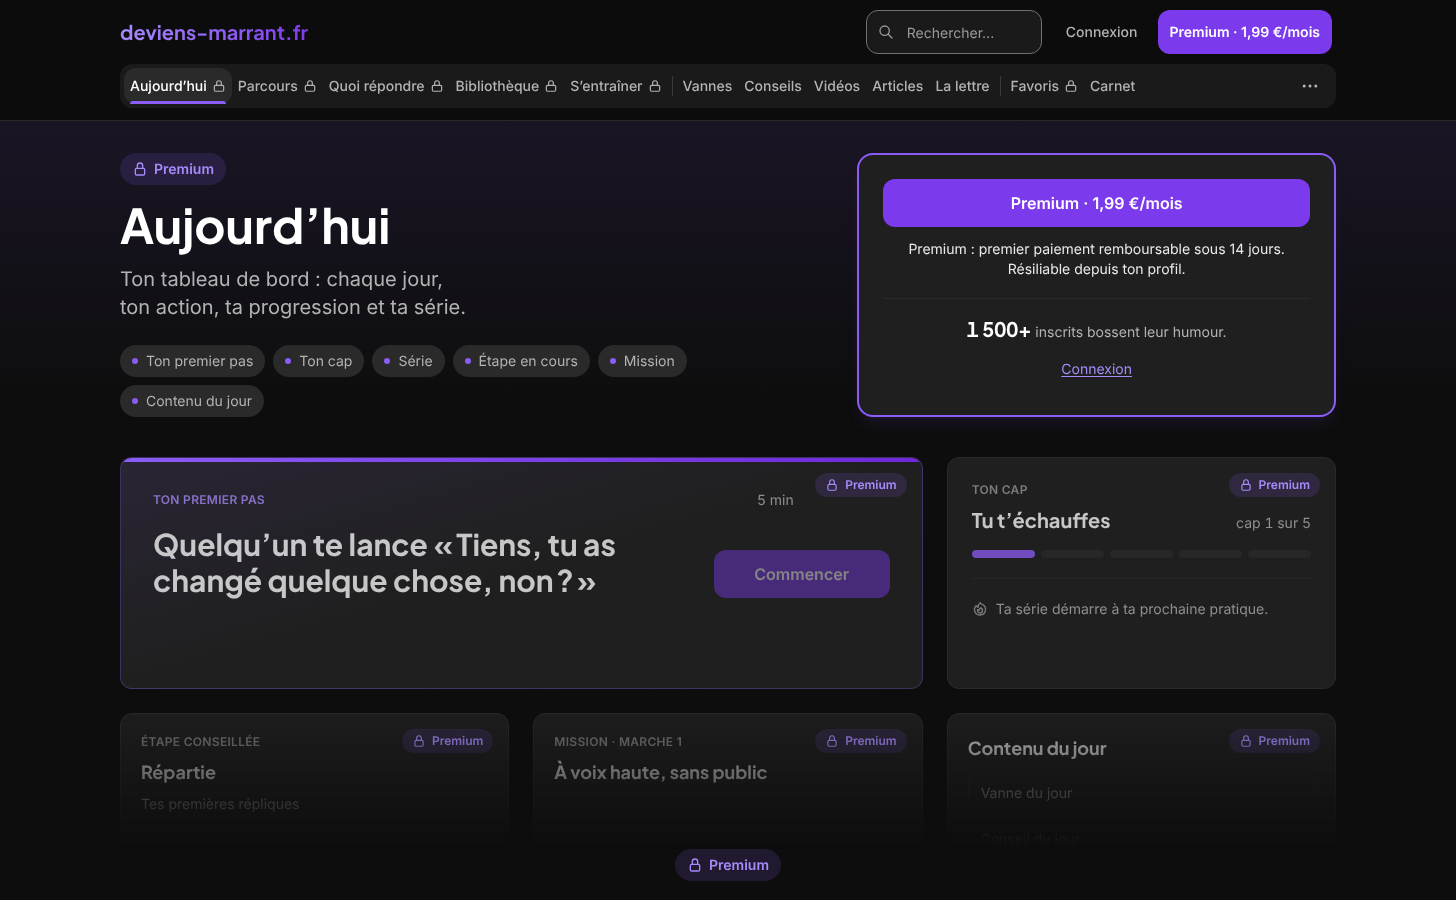 deviens-marrant.fr
Rechercher...
Connexion
Premium · 1,99 €/mois
Aujourd’hui
Parcours
Quoi répondre
Bibliothèque
S’entraîner
Vannes
Conseils
Vidéos
Articles
La lettre
Favoris
Carnet
Premium
Aujourd’hui
Ton tableau de bord : chaque jour,
ton action, ta progression et ta série.
Ton premier pas
Ton cap
Série
Étape en cours
Mission
Contenu du jour
Premium · 1,99 €/mois
Premium : premier paiement remboursable sous 14 jours.
Résiliable depuis ton profil.
1 500+ inscrits bossent leur humour.
Connexion
TON PREMIER PAS
5 min
Premium
Quelqu’un te lance « Tiens, tu as
changé quelque chose, non ? »
Commencer
TON CAP
Premium
Tu t’échauffes
cap 1 sur 5
Ta série démarre à ta prochaine pratique.
ÉTAPE CONSEILLÉE
Premium
Répartie
Tes premières répliques
MISSION · MARCHE 1
Premium
À voix haute, sans public
Contenu du jour
Premium
Vanne du jour
Conseil du jour
Premium